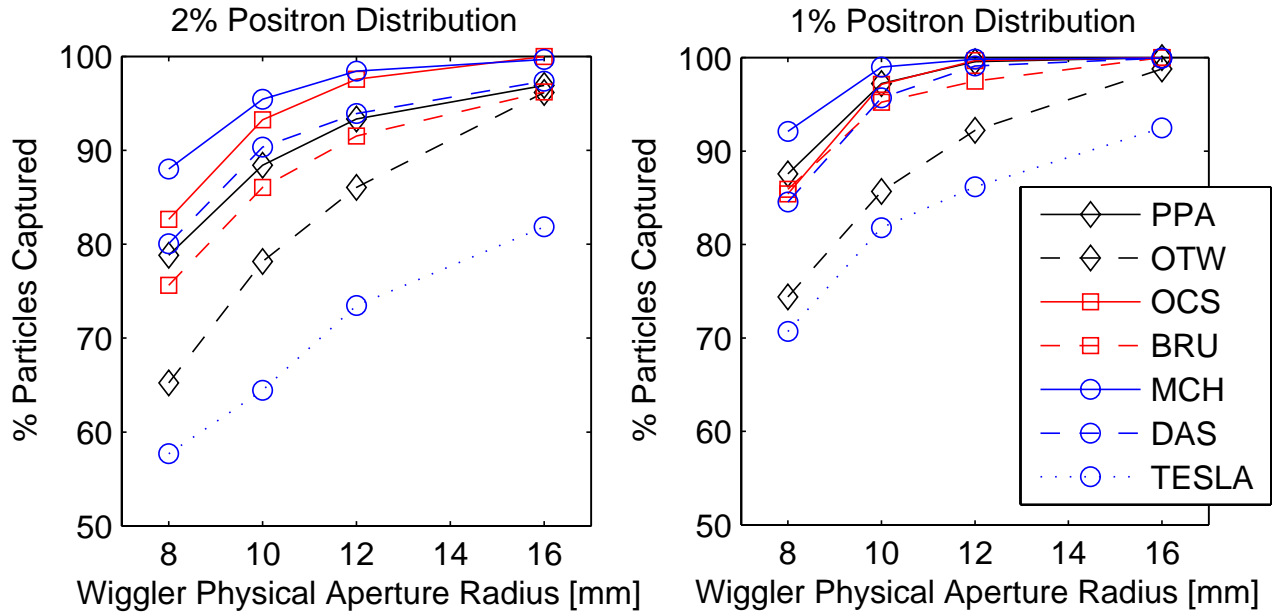 2% Positron Distribution
100
90
80
70
60
50
8 10 12 14 16
% Particles Captured
Wiggler Physical Aperture Radius [mm]
1% Positron Distribution
100
90
80
70
60
50
8 10 12 14 16
% Particles Captured
Wiggler Physical Aperture Radius [mm]
PPA
OTW
OCS
BRU
MCH
DAS
TESLA